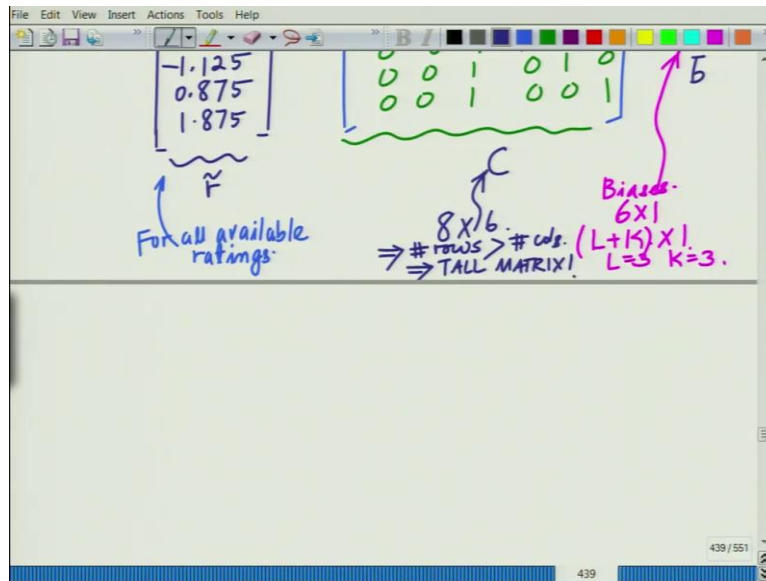 File Edit View Insert Actions Tools Help
B I
-1.125
0.875
1.875
0 0 1 0 1 0
0 0 1 0 0 1
b̄
r̃
C
For all available
ratings.
8 x 6.
⇒ # rows > # cols.
⇒ TALL MATRIX!
Biases.
6 x 1
(L+K) x 1.
L=3 K=3.
439 / 551
439